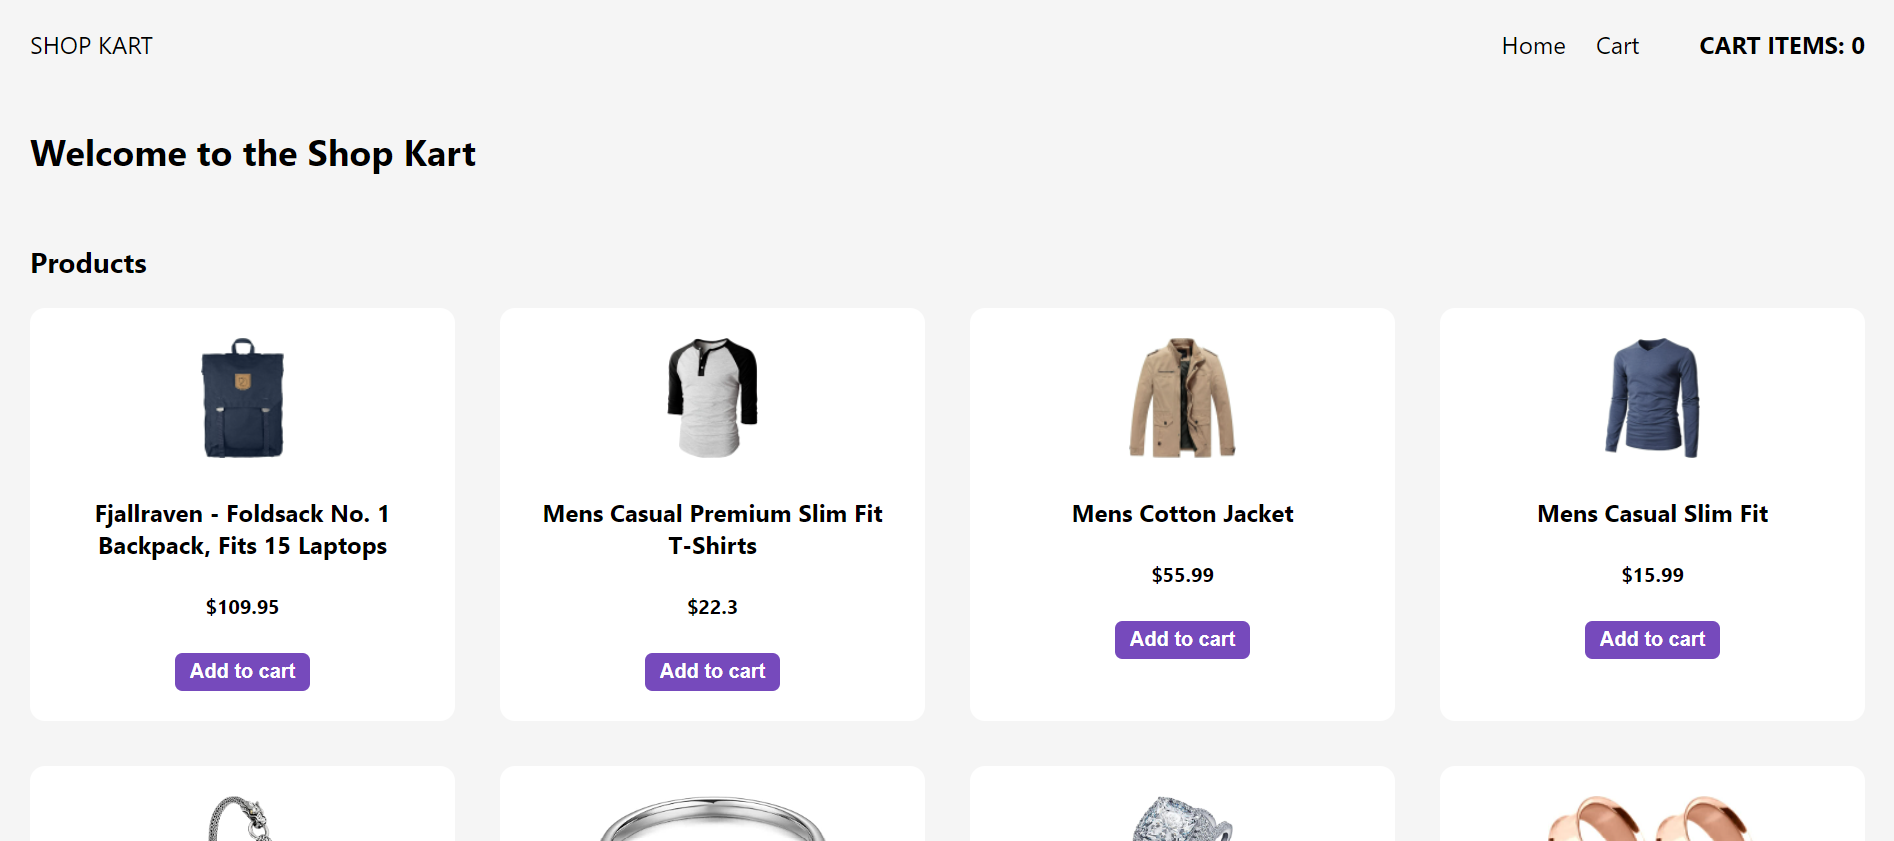 SHOP KART
Home
Cart
CART ITEMS: 0
Welcome to the Shop Kart
Products
Fjallraven - Foldsack No. 1
Backpack, Fits 15 Laptops
$109.95
Add to cart
Mens Casual Premium Slim Fit
T-Shirts
$22.3
Add to cart
Mens Cotton Jacket
$55.99
Add to cart
Mens Casual Slim Fit
$15.99
Add to cart